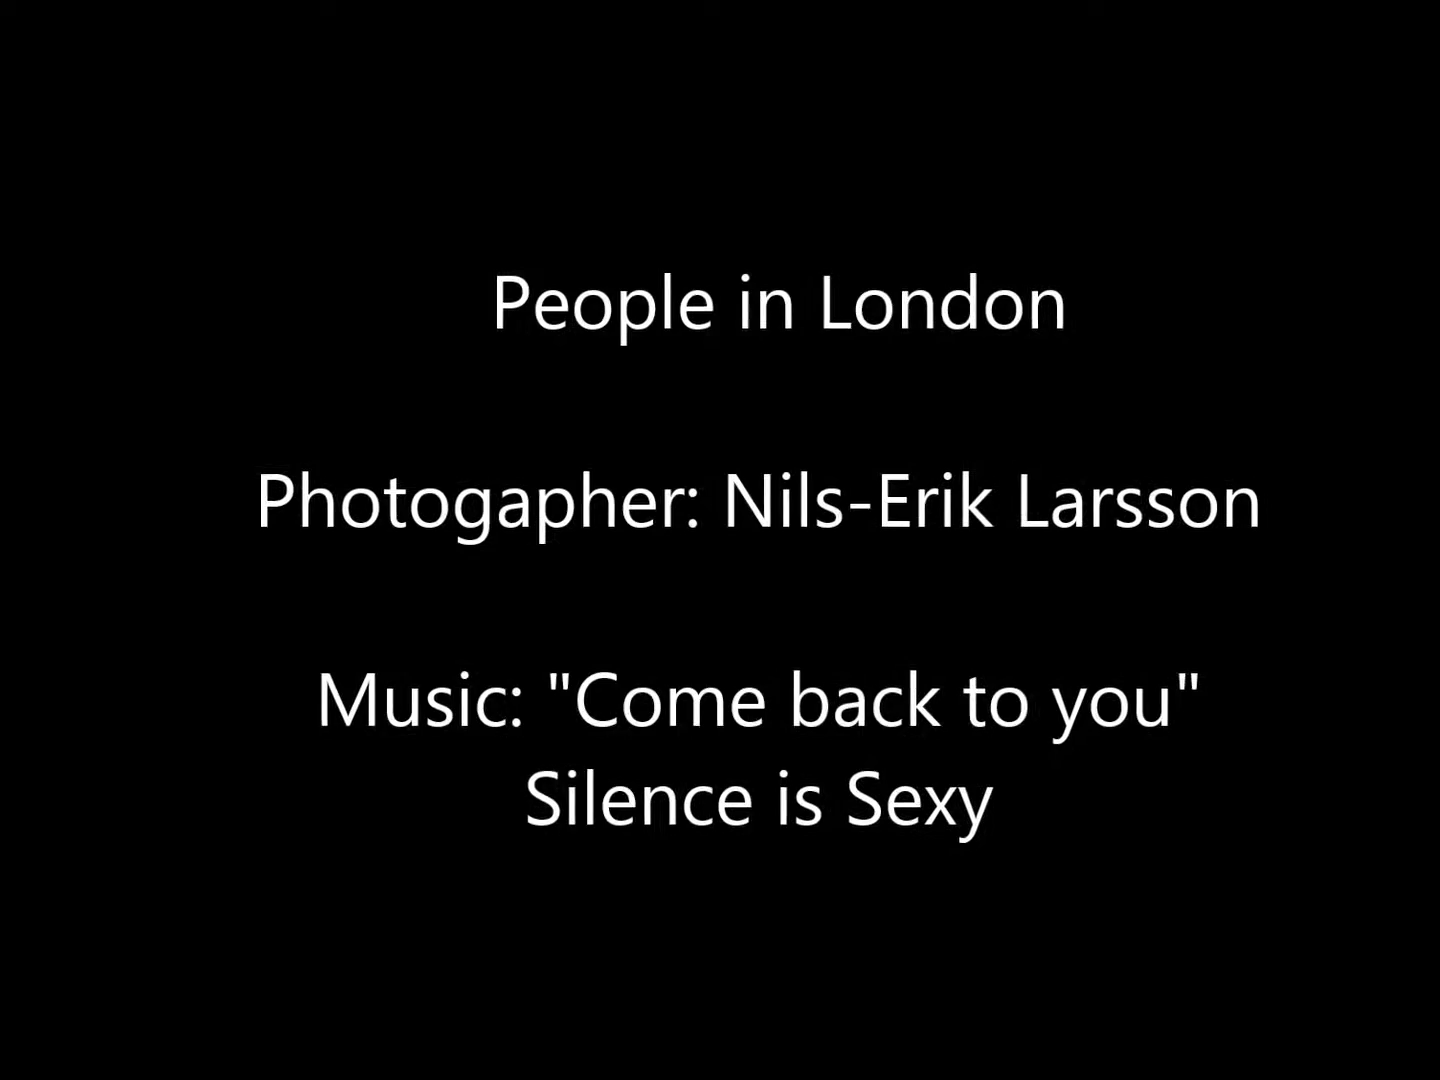 People in London
Photogapher: Nils-Erik Larsson
Music: "Come back to you"
Silence is Sexy